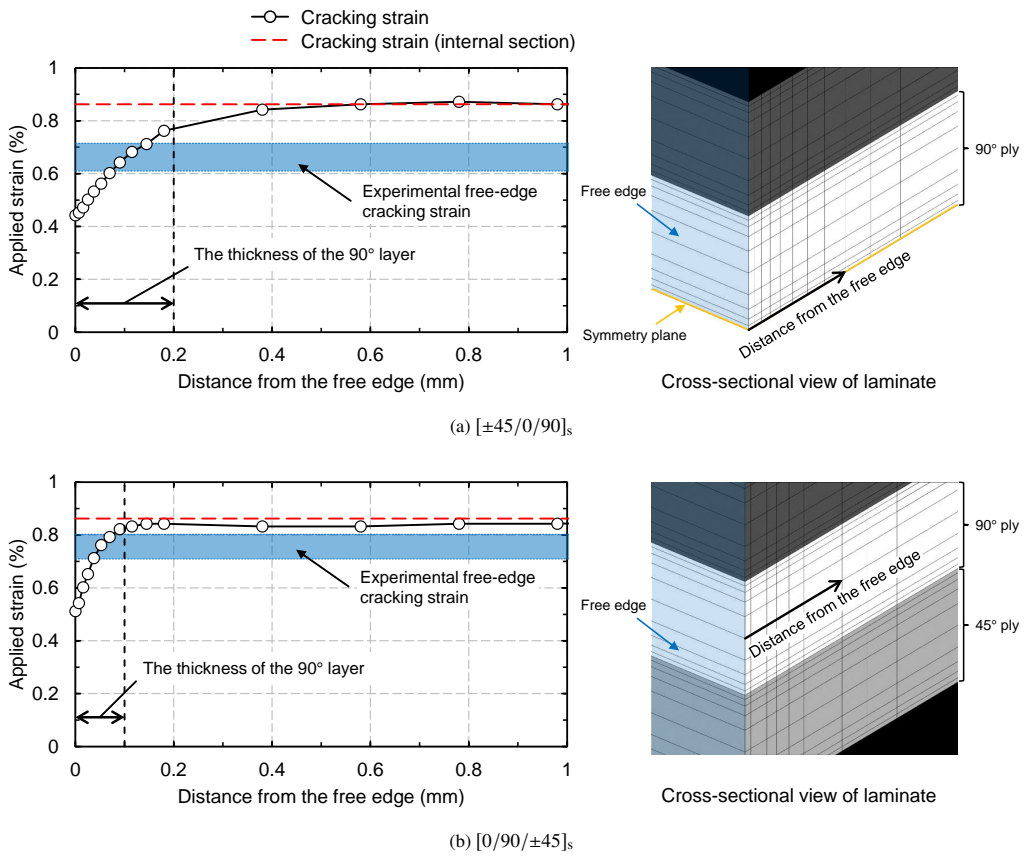 Cracking strain
Cracking strain (internal section)
1
0.8
0.6
0.4
0.2
0
Applied strain (%)
Experimental free-edge
cracking strain
The thickness of the 90° layer
0 0.2 0.4 0.6 0.8 1
Distance from the free edge (mm)
Free edge
90° ply
Symmetry plane
Distance from the free edge
Cross-sectional view of laminate
(a) [±45/0/90]s
1
0.8
0.6
0.4
0.2
0
Applied strain (%)
Experimental free-edge
cracking strain
The thickness of the 90° layer
0 0.2 0.4 0.6 0.8 1
Distance from the free edge (mm)
Free edge
90° ply
Distance from the free edge
45° ply
Cross-sectional view of laminate
(b) [0/90/±45]s